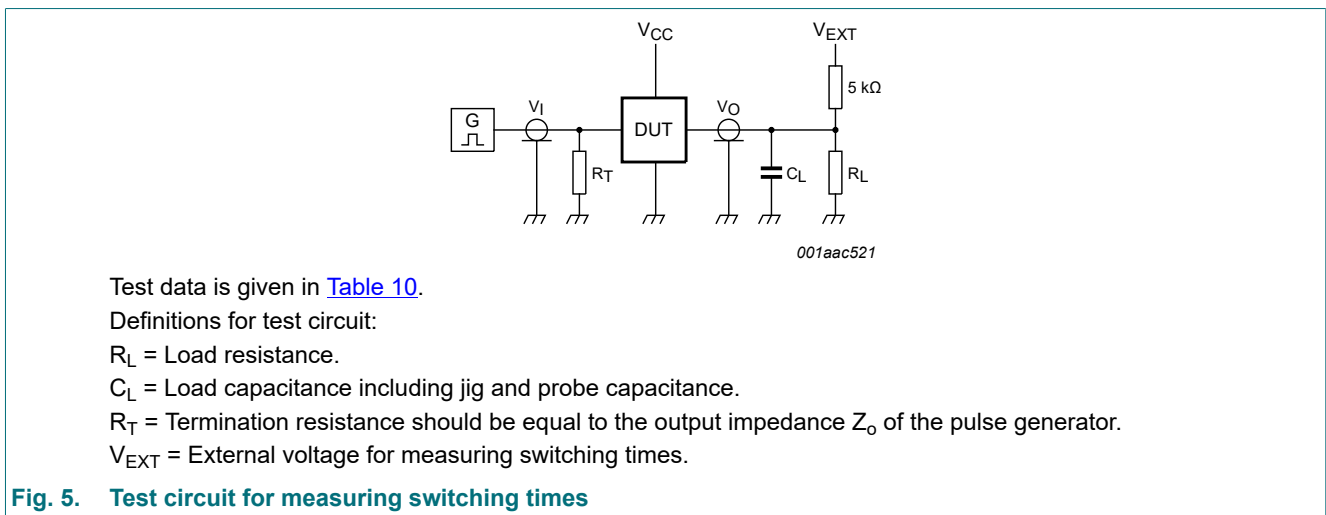 VCC VEXT
5 kΩ
G VI DUT VO
RT CL RL
001aac521
Test data is given in Table 10.
Definitions for test circuit:
RL = Load resistance.
CL = Load capacitance including jig and probe capacitance.
RT = Termination resistance should be equal to the output impedance Zo of the pulse generator.
VEXT = External voltage for measuring switching times.
Fig. 5. Test circuit for measuring switching times